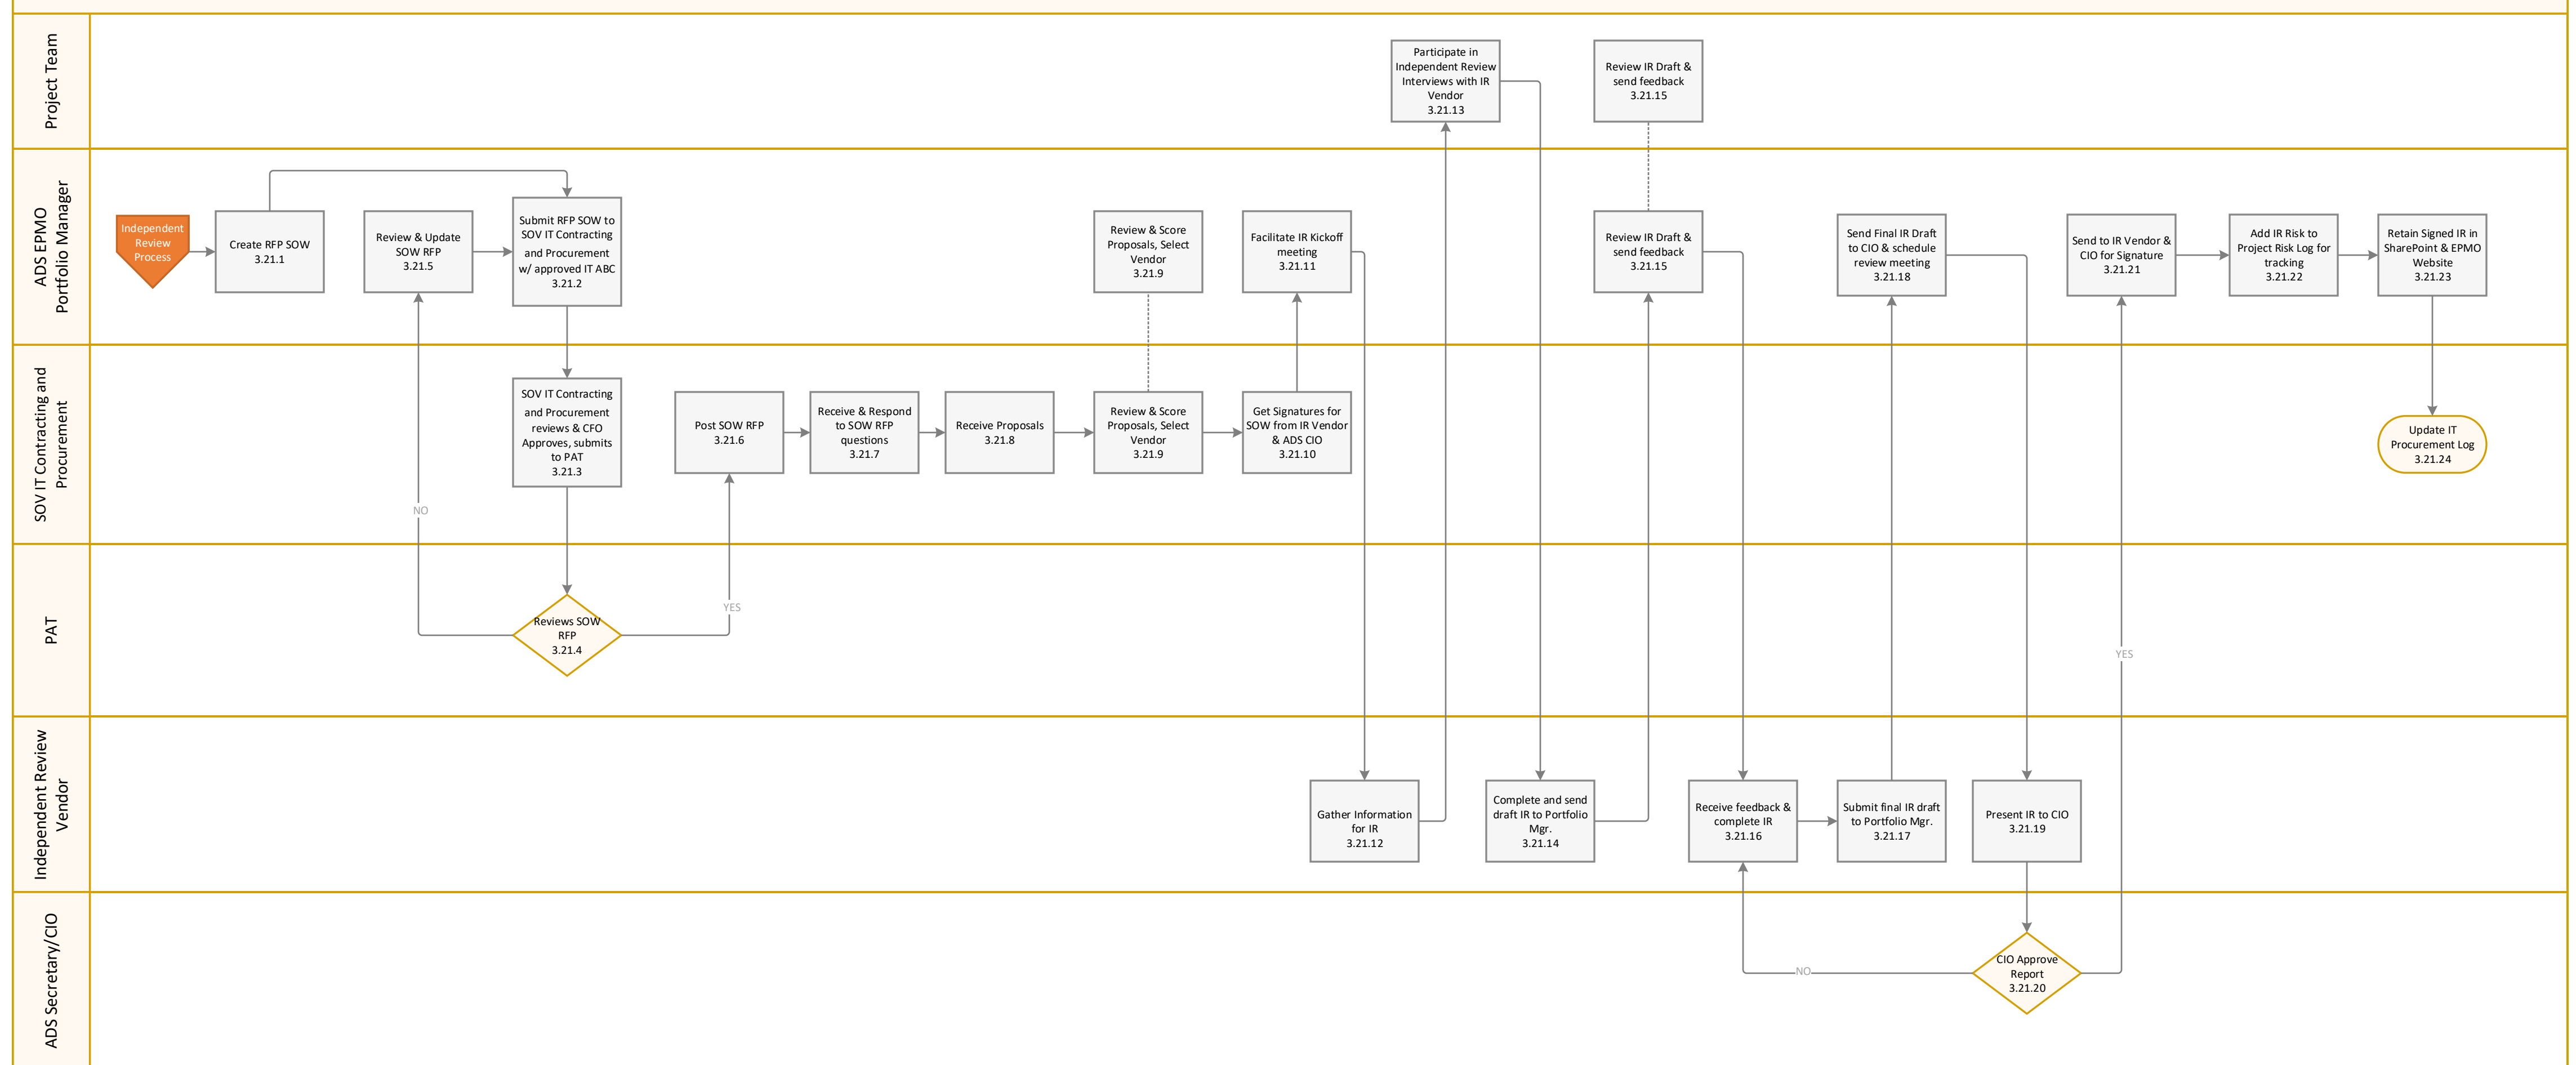 Project Team
Participate in
Independent Review
Interviews with IR
Vendor
3.21.13
Review IR Draft &
send feedback
3.21.15
ADS EPMO
Portfolio Manager
Independent
Review
Process
Create RFP SOW
3.21.1
Review & Update
SOW RFP
3.21.5
Submit RFP SOW to
SOV IT Contracting
and Procurement
w/ approved IT ABC
3.21.2
Review & Score
Proposals, Select
Vendor
3.21.9
Facilitate IR Kickoff
meeting
3.21.11
Review IR Draft &
send feedback
3.21.15
Send Final IR Draft
to CIO & schedule
review meeting
3.21.18
Send to IR Vendor &
CIO for Signature
3.21.21
Add IR Risk to
Project Risk Log for
tracking
3.21.22
Retain Signed IR in
SharePoint & EPMO
Website
3.21.23
SOV IT Contracting and
Procurement
SOV IT Contracting
and Procurement
reviews & CFO
Approves, submits
to PAT
3.21.3
Post SOW RFP
3.21.6
Receive & Respond
to SOW RFP
questions
3.21.7
Receive Proposals
3.21.8
Review & Score
Proposals, Select
Vendor
3.21.9
Get Signatures for
SOW from IR Vendor
& ADS CIO
3.21.10
Update IT
Procurement Log
3.21.24
NO
PAT
Reviews SOW
RFP
3.21.4
YES
YES
Independent Review
Vendor
Gather Information
for IR
3.21.12
Complete and send
draft IR to Portfolio
Mgr.
3.21.14
Receive feedback &
complete IR
3.21.16
Submit final IR draft
to Portfolio Mgr.
3.21.17
Present IR to CIO
3.21.19
ADS Secretary/CIO
NO
CIO Approve
Report
3.21.20